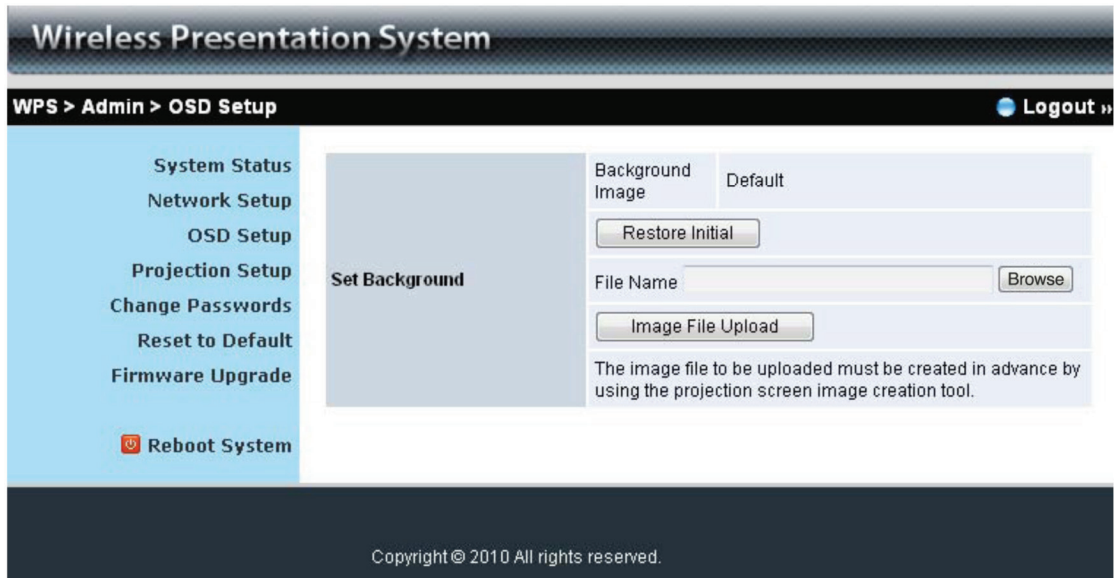 Wireless Presentation System
WPS > Admin > OSD Setup
Logout »
System Status
Network Setup
OSD Setup
Projection Setup
Change Passwords
Reset to Default
Firmware Upgrade
Reboot System
Set Background
Background
Image
Default
Restore Initial
File Name
Browse
Image File Upload
The image file to be uploaded must be created in advance by
using the projection screen image creation tool.
Copyright © 2010 All rights reserved.